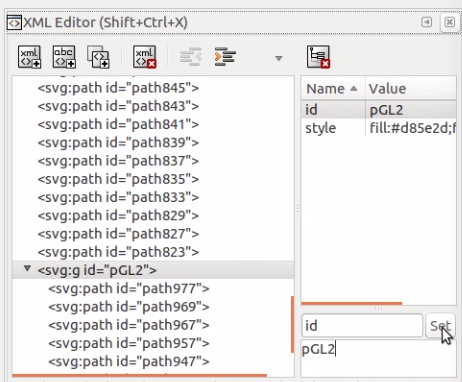 XML Editor (Shift+Ctrl+X)
xml abc xml
<svg:path id="path845">
<svg:path id="path843">
<svg:path id="path841">
<svg:path id="path839">
<svg:path id="path837">
<svg:path id="path835">
<svg:path id="path833">
<svg:path id="path829">
<svg:path id="path827">
<svg:path id="path823">
<svg:g id="pGL2">
<svg:path id="path977">
<svg:path id="path969">
<svg:path id="path967">
<svg:path id="path957">
<svg:path id="path947">
Name Value
id pGL2
style fill:#d85e2d;f
id Set
pGL2